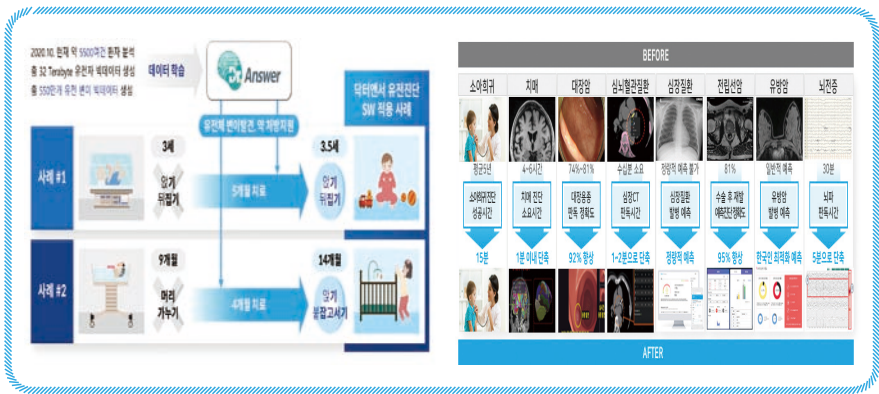 2020.10. 현재 약 5500여건 환자 분석
총 32 Terabyte 유전자 빅데이터 생성
총 550만개 유전 변이 빅데이터 생성
데이터 학습
Dr. Answer
유전체 변이발견, 약 처방지원
닥터앤서 유전진단
SW 적용 사례
사례 #1
3세
앉기
뒤집기
5개월 치료
3.5세
앉기
뒤집기
사례 #2
9개월
머리
가누기
4개월 치료
14개월
앉기
붙잡고서기
BEFORE
소아희귀
치매
대장암
심뇌혈관질환
심장질환
전립선암
유방암
뇌전증
평균5년
4~6시간
74%~81%
수십분 소요
정량적 예측 불가
81%
일반적 예측
30분
소아희귀진단
성공시간
치매 진단
소요시간
대장용종
판독 정확도
심장CT
판독시간
심장질환
발병 예측
수술 후 재발
예측진단정확도
유방암
발병 예측
뇌파
판독시간
15분
1분 이내 단축
92% 향상
1~2분으로 단축
정량적 예측
95% 향상
한국인 최적화 예측
5분으로 단축
AFTER